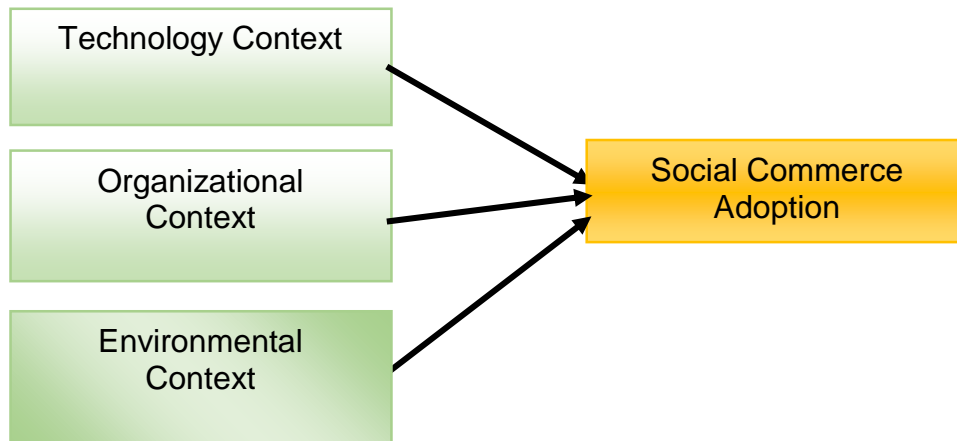 Technology Context
Organizational
Context
Environmental
Context
Social Commerce
Adoption